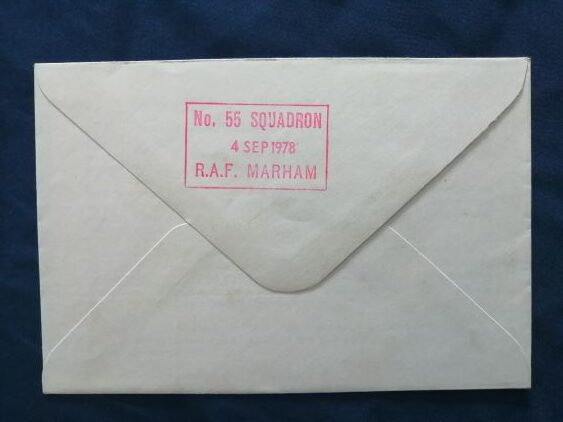 No. 55 SQUADRON
4 SEP 1978
R.A.F. MARHAM